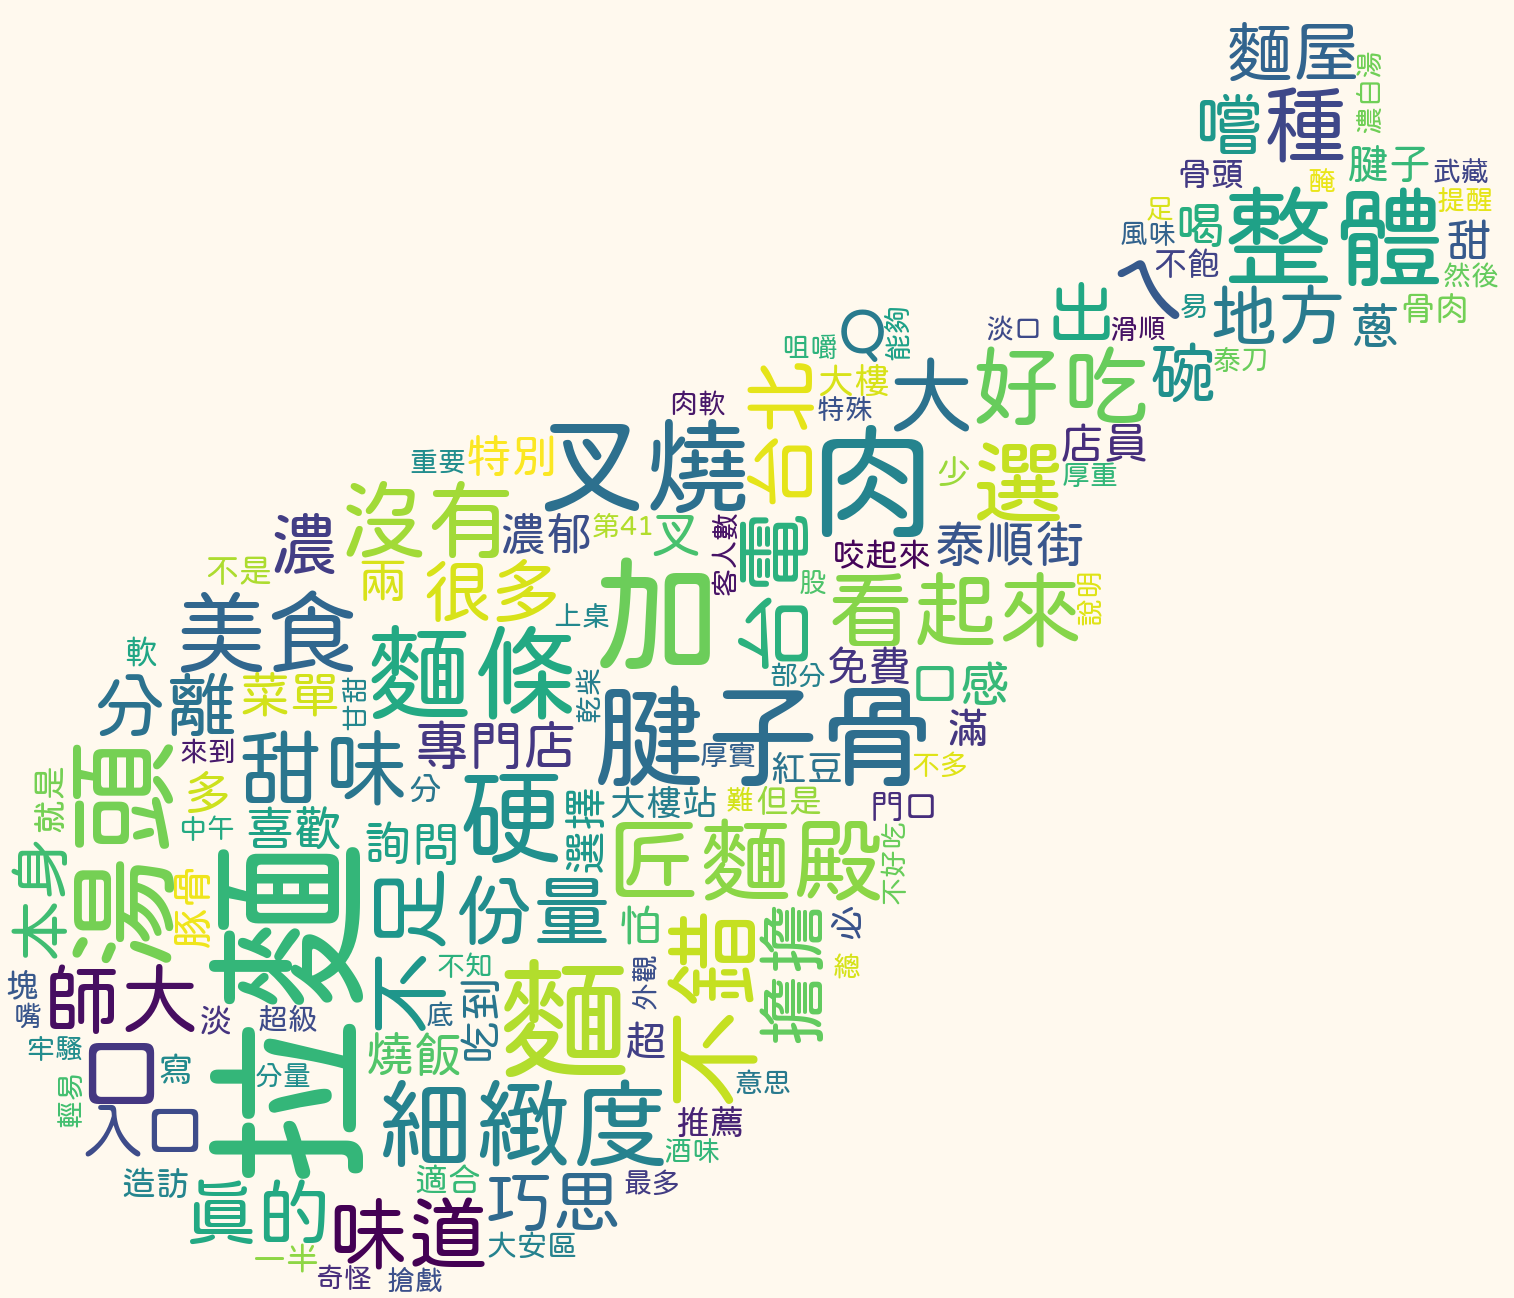 麵屋
濃白湯
嚐
種
骨頭
醃
腱子
武藏
足
喝
整體
提醒
風味
不飽
甜
ㄟ
然後
易
地方
蔥
骨肉
淡口
出
滑順
咀嚼
Q
能夠
好吃
碗
泰刀
肉軟
台北
大樓
特殊
大
店員
叉燒
肉
重要
特別
少
選
厚重
沒有
濃
濃郁
第41
叉
客人數
台電
咬起來
泰順街
不是
兩
很多
加
股
看起來
說明
美食
上桌
軟
麵條
部分
免費
口感
分離
菜單
甘甜
乾柴
腱子骨
滿
來到
甜味
專門店
厚實
紅豆
不多
分
湯頭
就是
多
中午
喜歡
詢問
硬
選擇
大樓站
難
但是
門口
匠麵殿
不好吃
本身
豚骨
拉麵
不足
份量
怕
不錯
擔擔
必
總
塊
師大
嘴
淡
超級
不知
底
吃到
麵
外觀
超
牢騷
口
寫
分量
燒飯
意思
輕易
入口
細緻度
推薦
酒味
造訪
適合
巧思
最多
真的
味道
大安區
一半
奇怪
搶戲